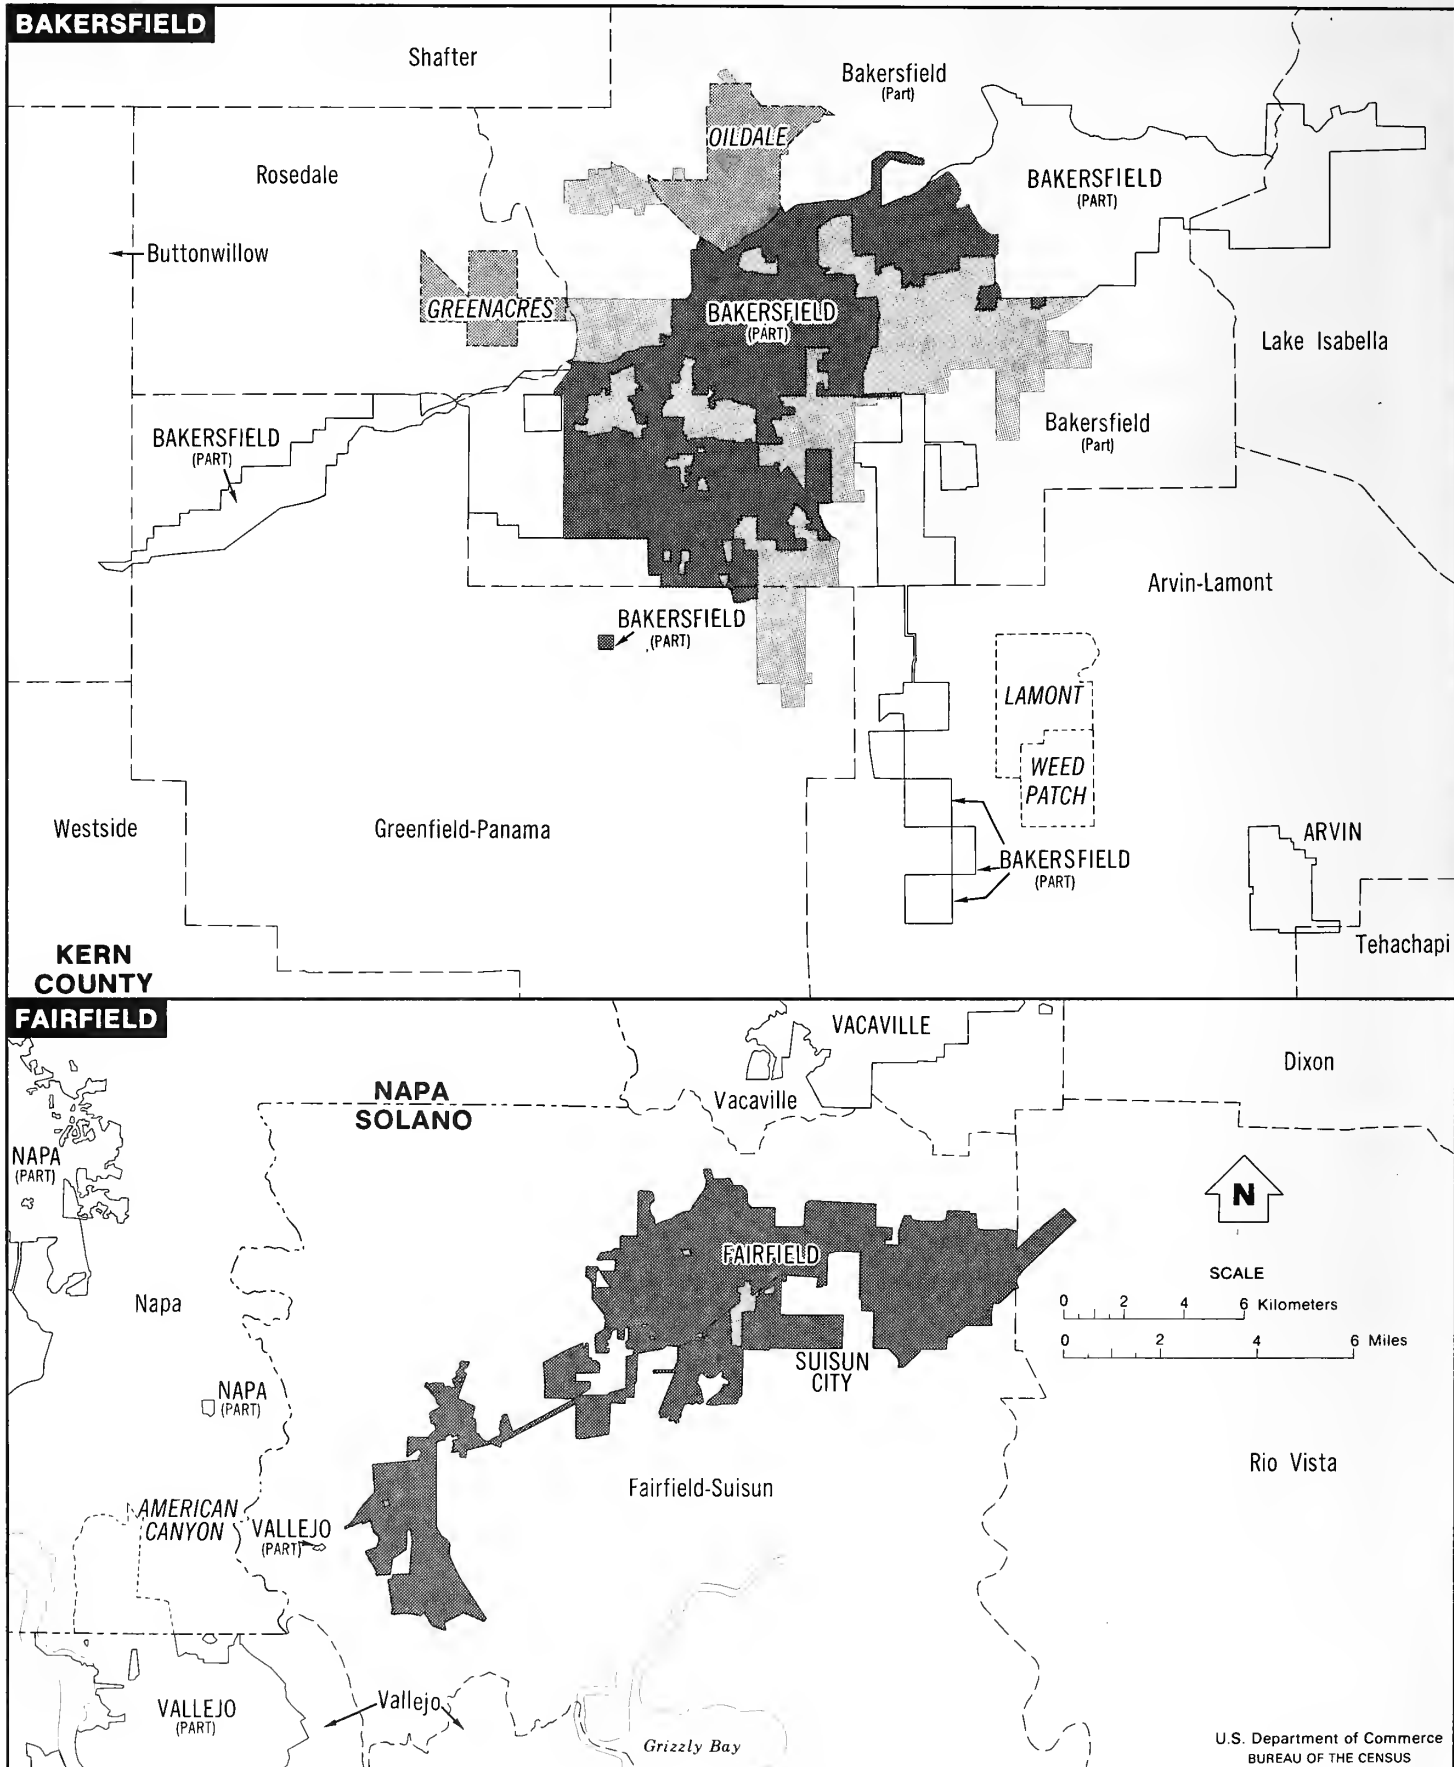 BAKERSFIELD
Shafter
Bakersfield
(Part)
OILDALE
Rosedale
BAKERSFIELD
(PART)
Buttonwillow
GREENACRES
BAKERSFIELD
(PART)
Lake Isabella
BAKERSFIELD
(PART)
Bakersfield
(Part)
Arvin-Lamont
BAKERSFIELD
(PART)
LAMONT
WEED
PATCH
Westside
Greenfield-Panama
ARVIN
BAKERSFIELD
(PART)
KERN
COUNTY
Tehachapi
FAIRFIELD
VACAVILLE
Dixon
NAPA
SOLANO
Vacaville
NAPA
(PART)
N
FAIRFIELD
SCALE
0 2 4 6 Kilometers
0 2 4 6 Miles
Napa
SUISUN
CITY
NAPA
(PART)
Rio Vista
Fairfield-Suisun
AMERICAN
CANYON
VALLEJO
(PART)
VALLEJO
(PART)
Vallejo
Grizzly Bay
U.S. Department of Commerce
BUREAU OF THE CENSUS